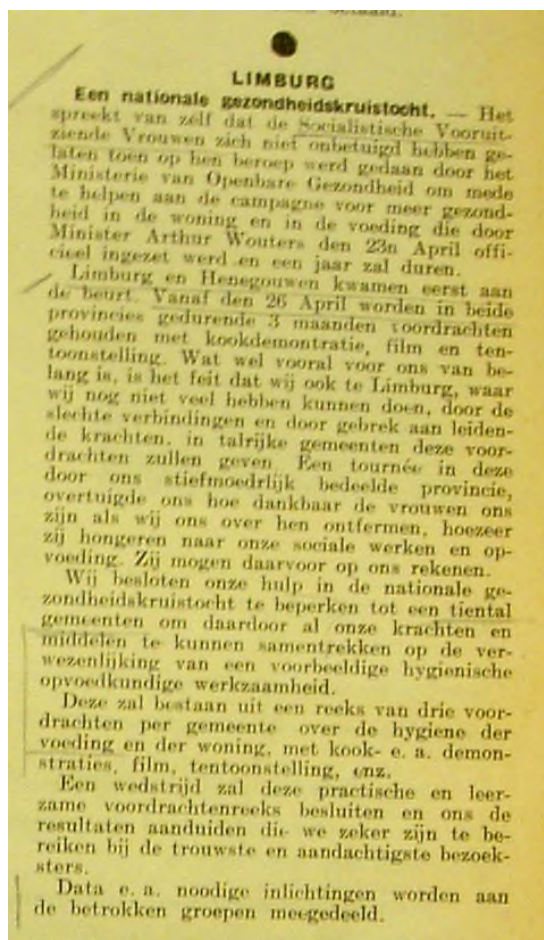 LIMBURG
Een nationale gezondheidskruistocht. — Het
spreekt van zelf dat de Socialistische Vooruit-
ziende Vrouwen zich niet onbetuigd hebben ge-
laten toen op hen beroep werd gedaan door het
Ministerie van Openbare Gezondheid om mede
te helpen aan de campagne voor meer gezond-
heid in de woning en in de voeding die door
Minister Arthur Wouters den 23n April offi-
cieel ingezet werd en een jaar zal duren.
Limburg en Henegouwen kwamen eerst aan
de beurt. Vanaf den 26 April worden in beide
provincies gedurende 3 maanden voordrachten
gehouden met kookdemontratie, film en ten-
toonstelling. Wat wel vooral voor ons van be-
lang is, is het feit dat wij ook te Limburg, waar
wij nog niet veel hebben kunnen doen, door de
slechte verbindingen en door gebrek aan leiden-
de krachten, in talrijke gemeenten deze voor-
drachten zullen geven. Een tournée in deze
door ons stiefmoedrlijk bedeelde provincie,
overtuigde ons hoe dankbaar de vrouwen ons
zijn als wij ons over hen ontfermen, hoezeer
zij hongeren naar onze sociale werken en op-
voeding. Zij mogen daarvoor op ons rekenen.
Wij besloten onze hulp in de nationale ge-
zondheidskruistocht te beperken tot een tiental
gemeenten om daardoor al onze krachten en
middelen te kunnen samentrekken op de ver-
wezenlijking van een voorbeeldige hygienische
opvoedkundige werkzaamheid.
Deze zal bestaan uit een reeks van drie voor-
drachten per gemeente over de hygiene der
voeding en der woning, met kook- e. a. demon-
straties, film, tentoonstelling, enz.
Een wedstrijd zal deze practische en leer-
zame voordrachtenreeks besluiten en ons de
resultaten aanduiden die we zeker zijn te be-
reiken bij de trouwste en aandachtigste bezoek-
sters.
Data e. a. noodige inlichtingen worden aan
de betrokken groepen meegedeeld.